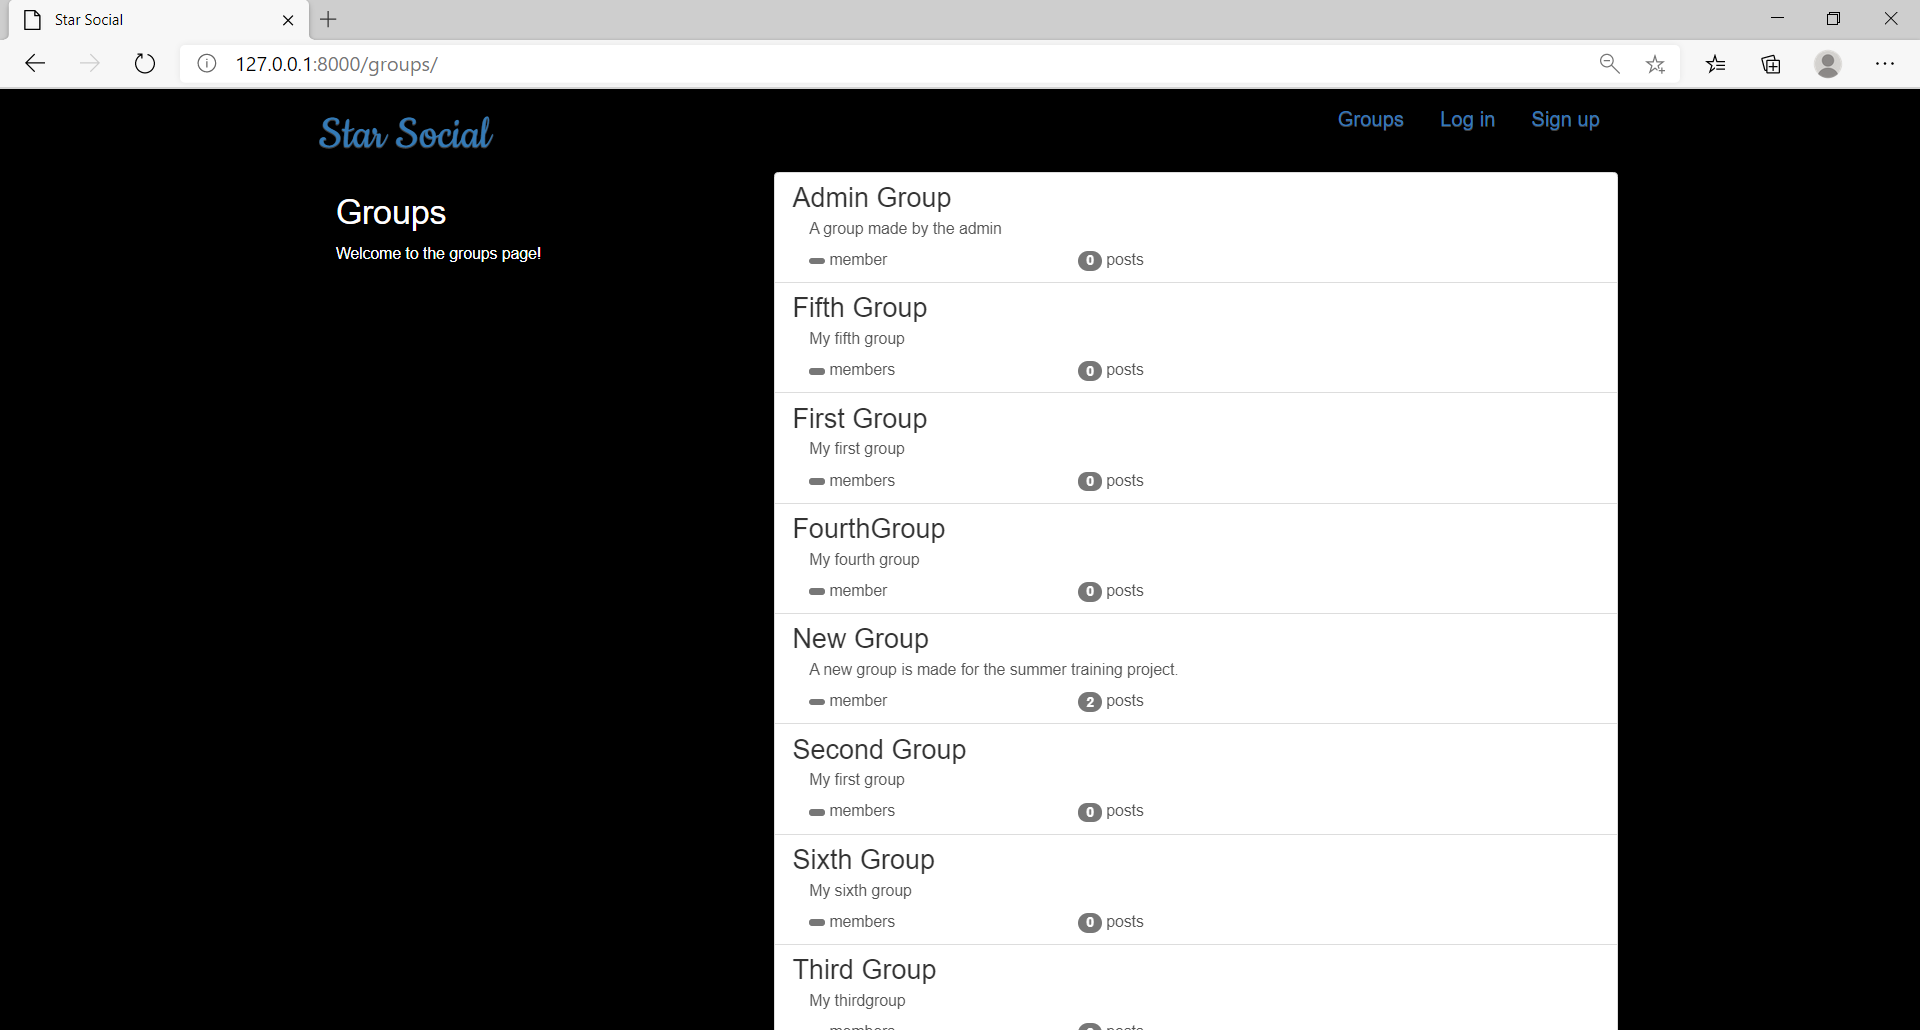 Star Social
127.0.0.1:8000/groups/
Star Social
Groups
Log in
Sign up
Groups
Welcome to the groups page!
Admin Group
A group made by the admin
member
0 posts
Fifth Group
My fifth group
members
0 posts
First Group
My first group
members
0 posts
FourthGroup
My fourth group
member
0 posts
New Group
A new group is made for the summer training project.
member
2 posts
Second Group
My first group
members
0 posts
Sixth Group
My sixth group
members
0 posts
Third Group
My thirdgroup
members
posts